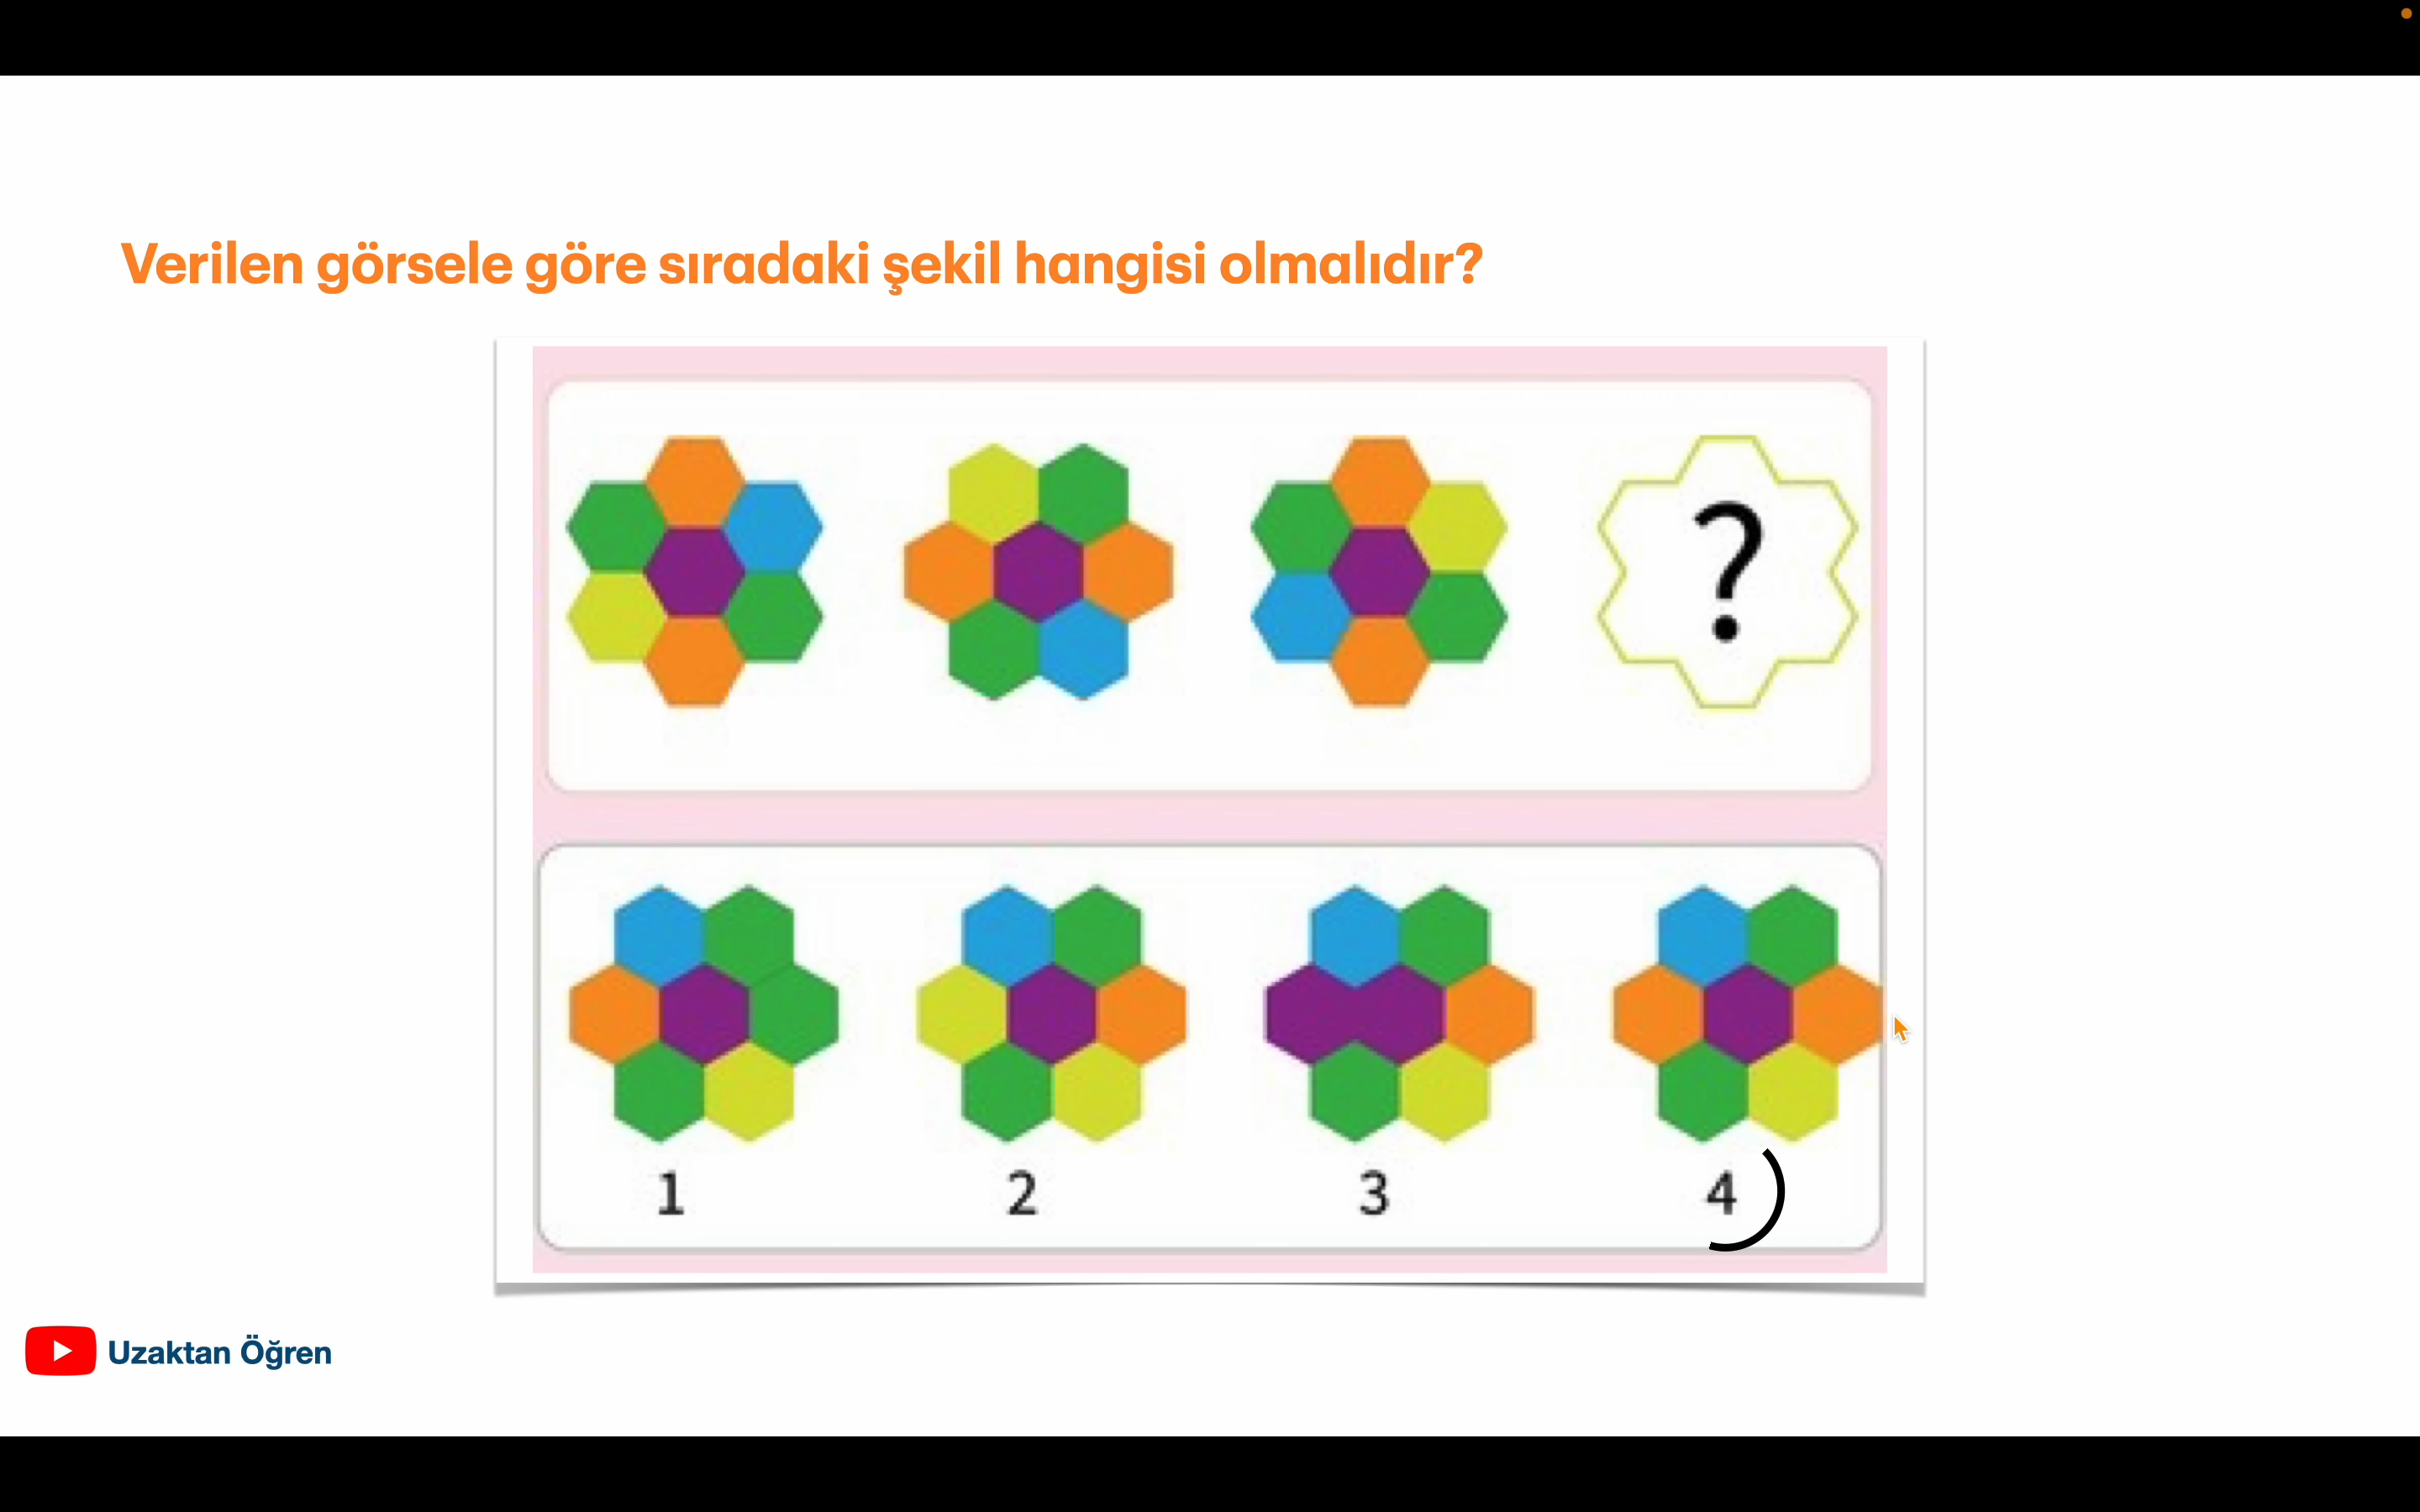 Verilen görsele göre sıradaki şekil hangisi olmalıdır?
?
1 2 3 4
Uzaktan Öğren